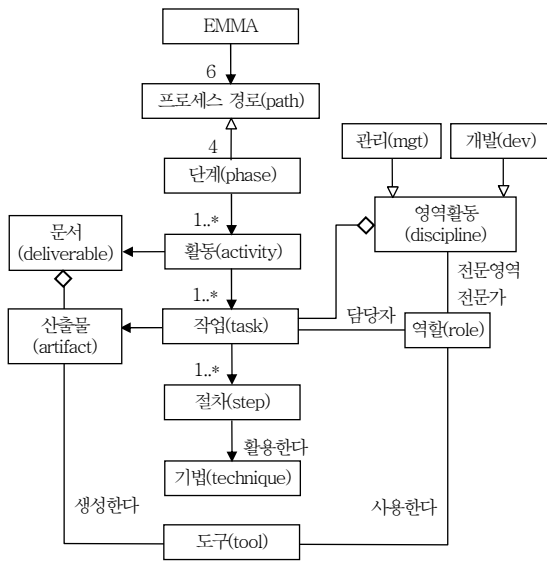 EMMA
6
프로세스 경로(path)
4
관리(mgt)
개발(dev)
단계(phase)
1..*
영역활동
(discipline)
문서
(deliverable)
활동(activity)
전문영역
1..*
전문가
담당자
산출물
(artifact)
작업(task)
역할(role)
1..*
절차(step)
활용한다
기법(technique)
생성한다
사용한다
도구(tool)